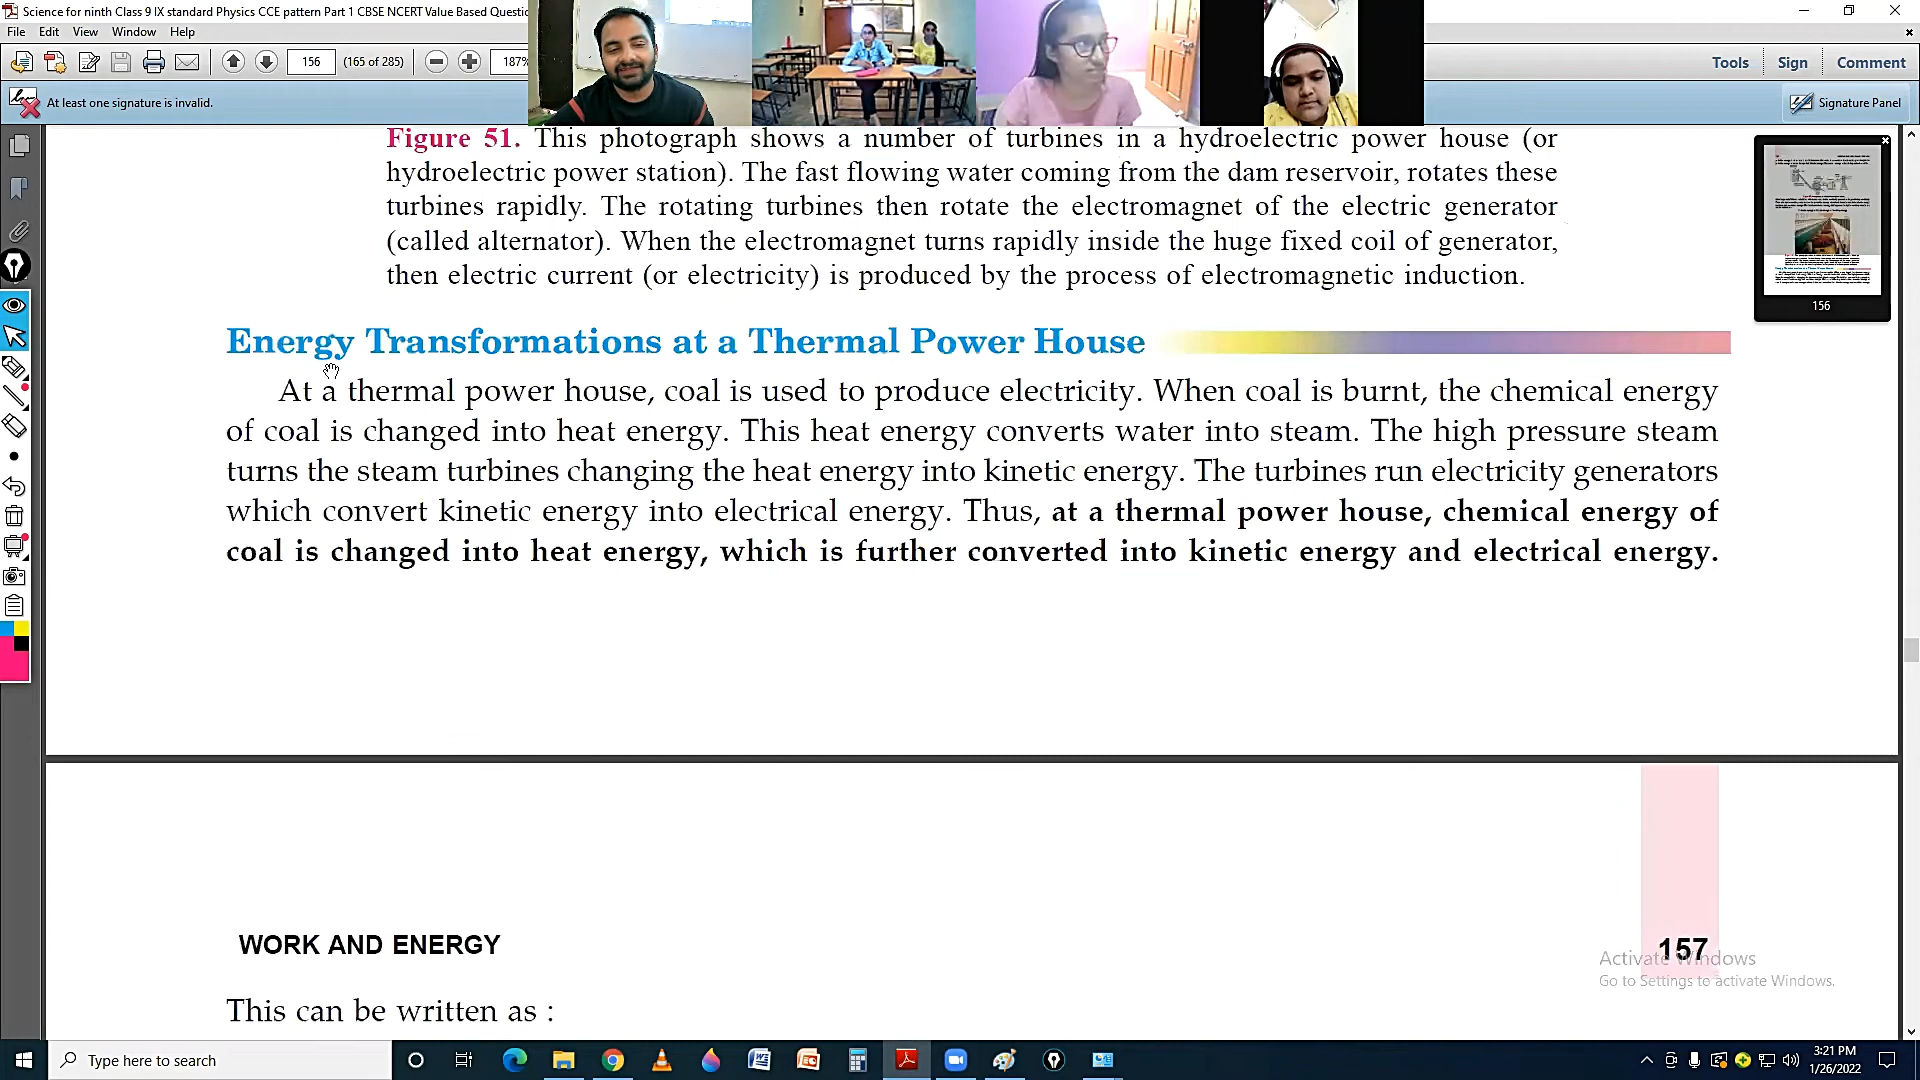 Science for ninth Class 9 IX standard Physics CCE pattern Part 1 CBSE NCERT Value Based Questio
File Edit View Window Help
156 (165 of 285) 187%
Tools Sign Comment
At least one signature is invalid.
Signature Panel
Figure 51. This photograph shows a number of turbines in a hydroelectric power house (or
hydroelectric power station). The fast flowing water coming from the dam reservoir, rotates these
turbines rapidly. The rotating turbines then rotate the electromagnet of the electric generator
(called alternator). When the electromagnet turns rapidly inside the huge fixed coil of generator,
then electric current (or electricity) is produced by the process of electromagnetic induction.
156
Energy Transformations at a Thermal Power House
At a thermal power house, coal is used to produce electricity. When coal is burnt, the chemical energy
of coal is changed into heat energy. This heat energy converts water into steam. The high pressure steam
turns the steam turbines changing the heat energy into kinetic energy. The turbines run electricity generators
which convert kinetic energy into electrical energy. Thus, at a thermal power house, chemical energy of
coal is changed into heat energy, which is further converted into kinetic energy and electrical energy.
WORK AND ENERGY
157
Activate Windows
Go to Settings to activate Windows.
This can be written as :
Type here to search
3:21 PM
1/26/2022